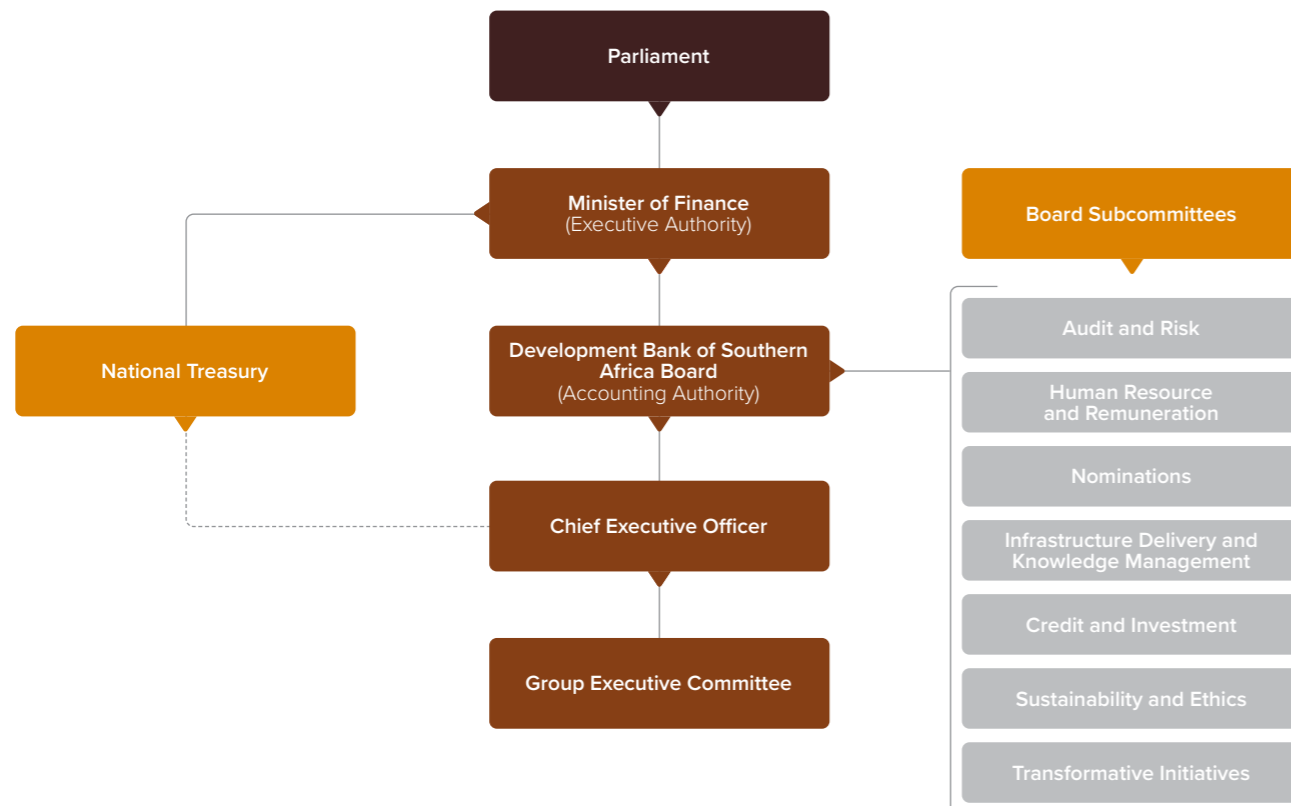 Parliament
Minister of Finance
(Executive Authority)
Board Subcommittees
National Treasury
Development Bank of Southern
Africa Board
(Accounting Authority)
Chief Executive Officer
Group Executive Committee
Audit and Risk
Human Resource
and Remuneration
Nominations
Infrastructure Delivery and
Knowledge Management
Credit and Investment
Sustainability and Ethics
Transformative Initiatives